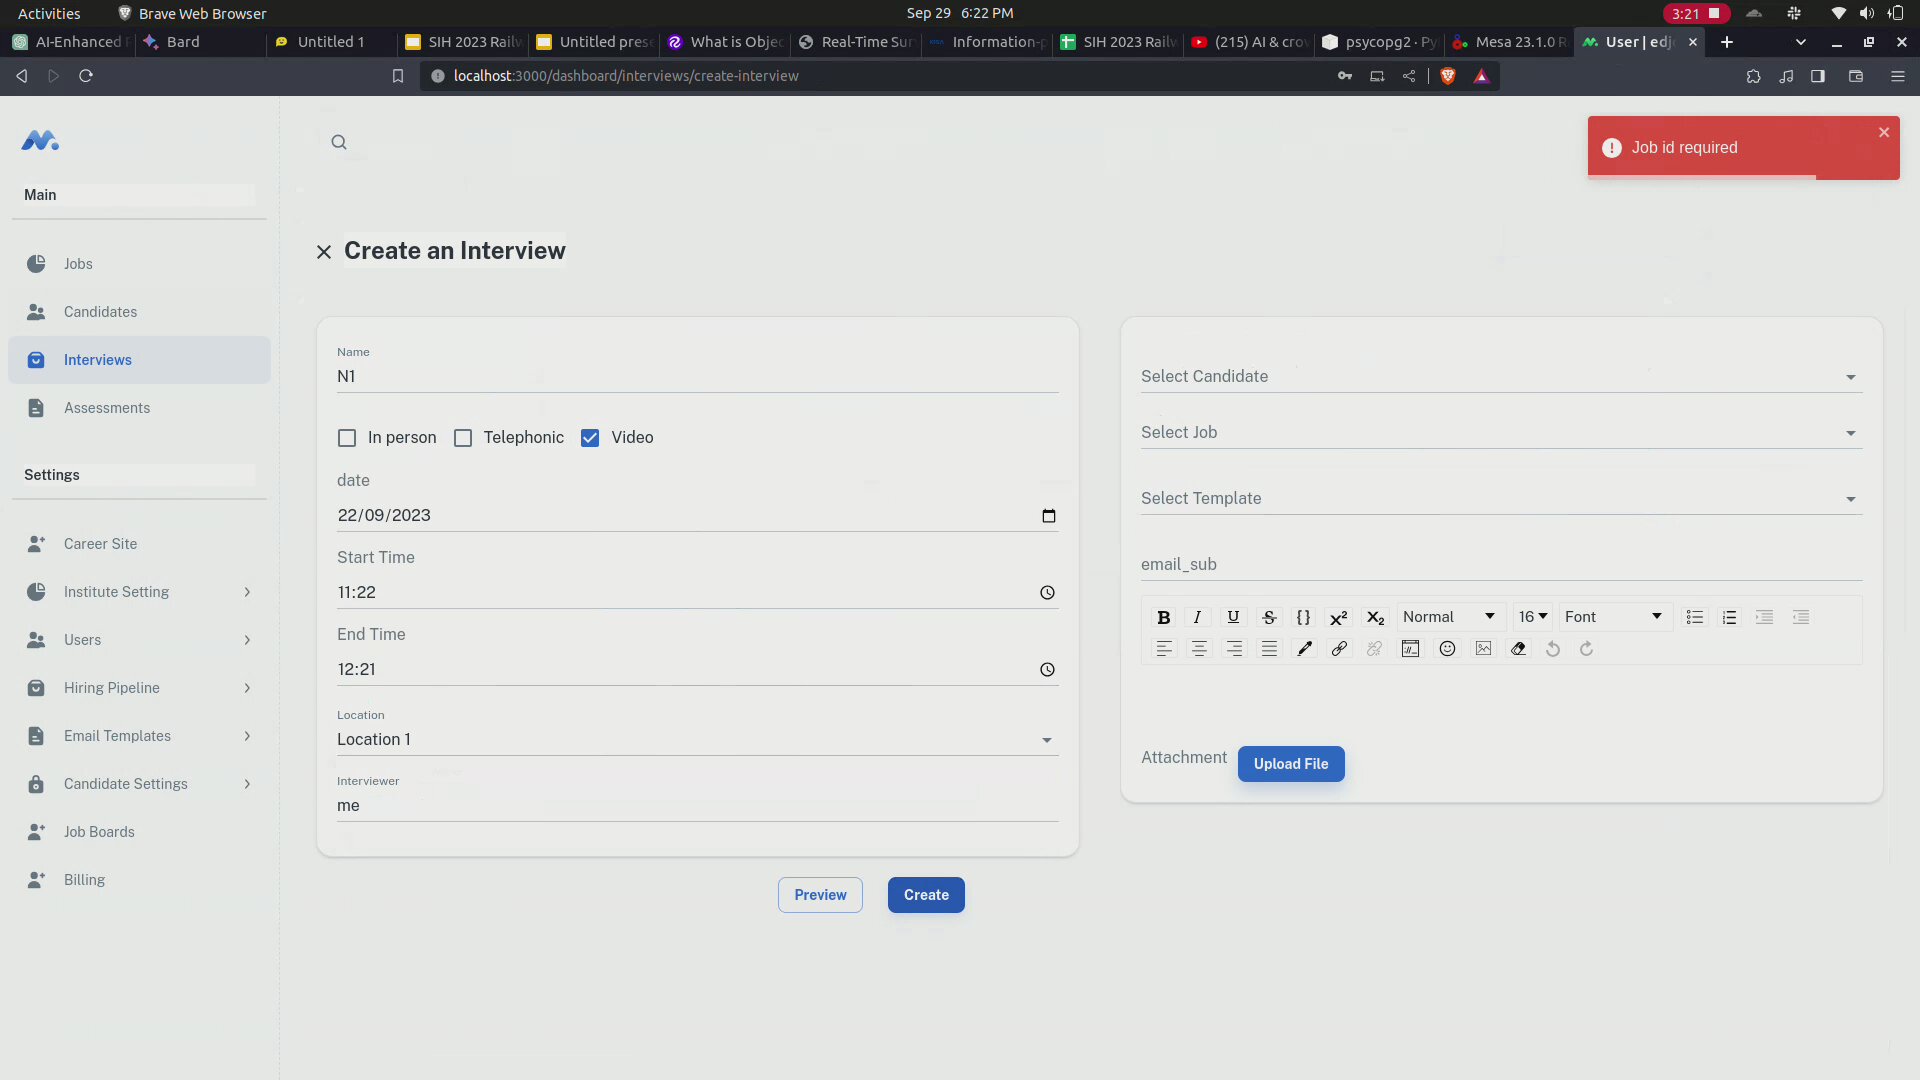 Activities
Brave Web Browser
Sep 29 6:22 PM
3:21
AI-Enhanced
Bard
Untitled 1
SIH 2023 Railw
Untitled prese
What is Objec
Real-Time Sur
Information-p
SIH 2023 Railw
(215) AI & crow
psycopg2 · Py
Mesa 23.1.0 R
User | edjo
localhost:3000/dashboard/interviews/create-interview
Job id required
Main
Jobs
Candidates
Interviews
Assessments
Settings
Career Site
Institute Setting
Users
Hiring Pipeline
Email Templates
Candidate Settings
Job Boards
Billing
Create an Interview
Name
N1
In person
Telephonic
Video
date
22/09/2023
Start Time
11:22
End Time
12:21
Location
Location 1
Interviewer
me
Select Candidate
Select Job
Select Template
email_sub
B I U S {} x² x₂ Normal 16 Font
Attachment
Upload File
Preview
Create